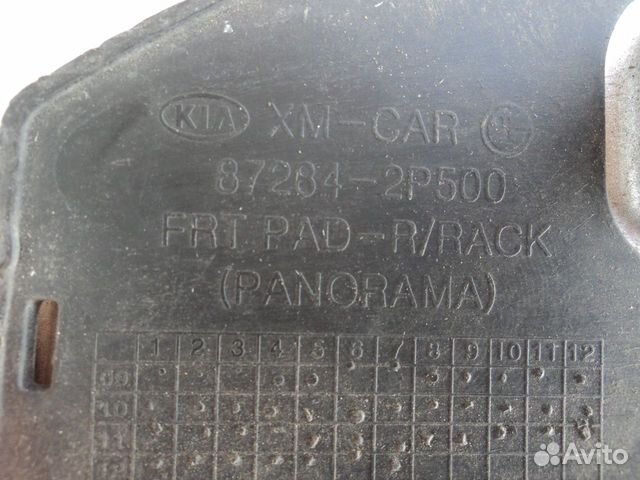 KIA XM-CAR
87284-2P500
FRT PAD-R/RACK
(PANORAMA)
1 2 3 4 5 6 7 8 9 10 11 12
09
10
11
12
Avito